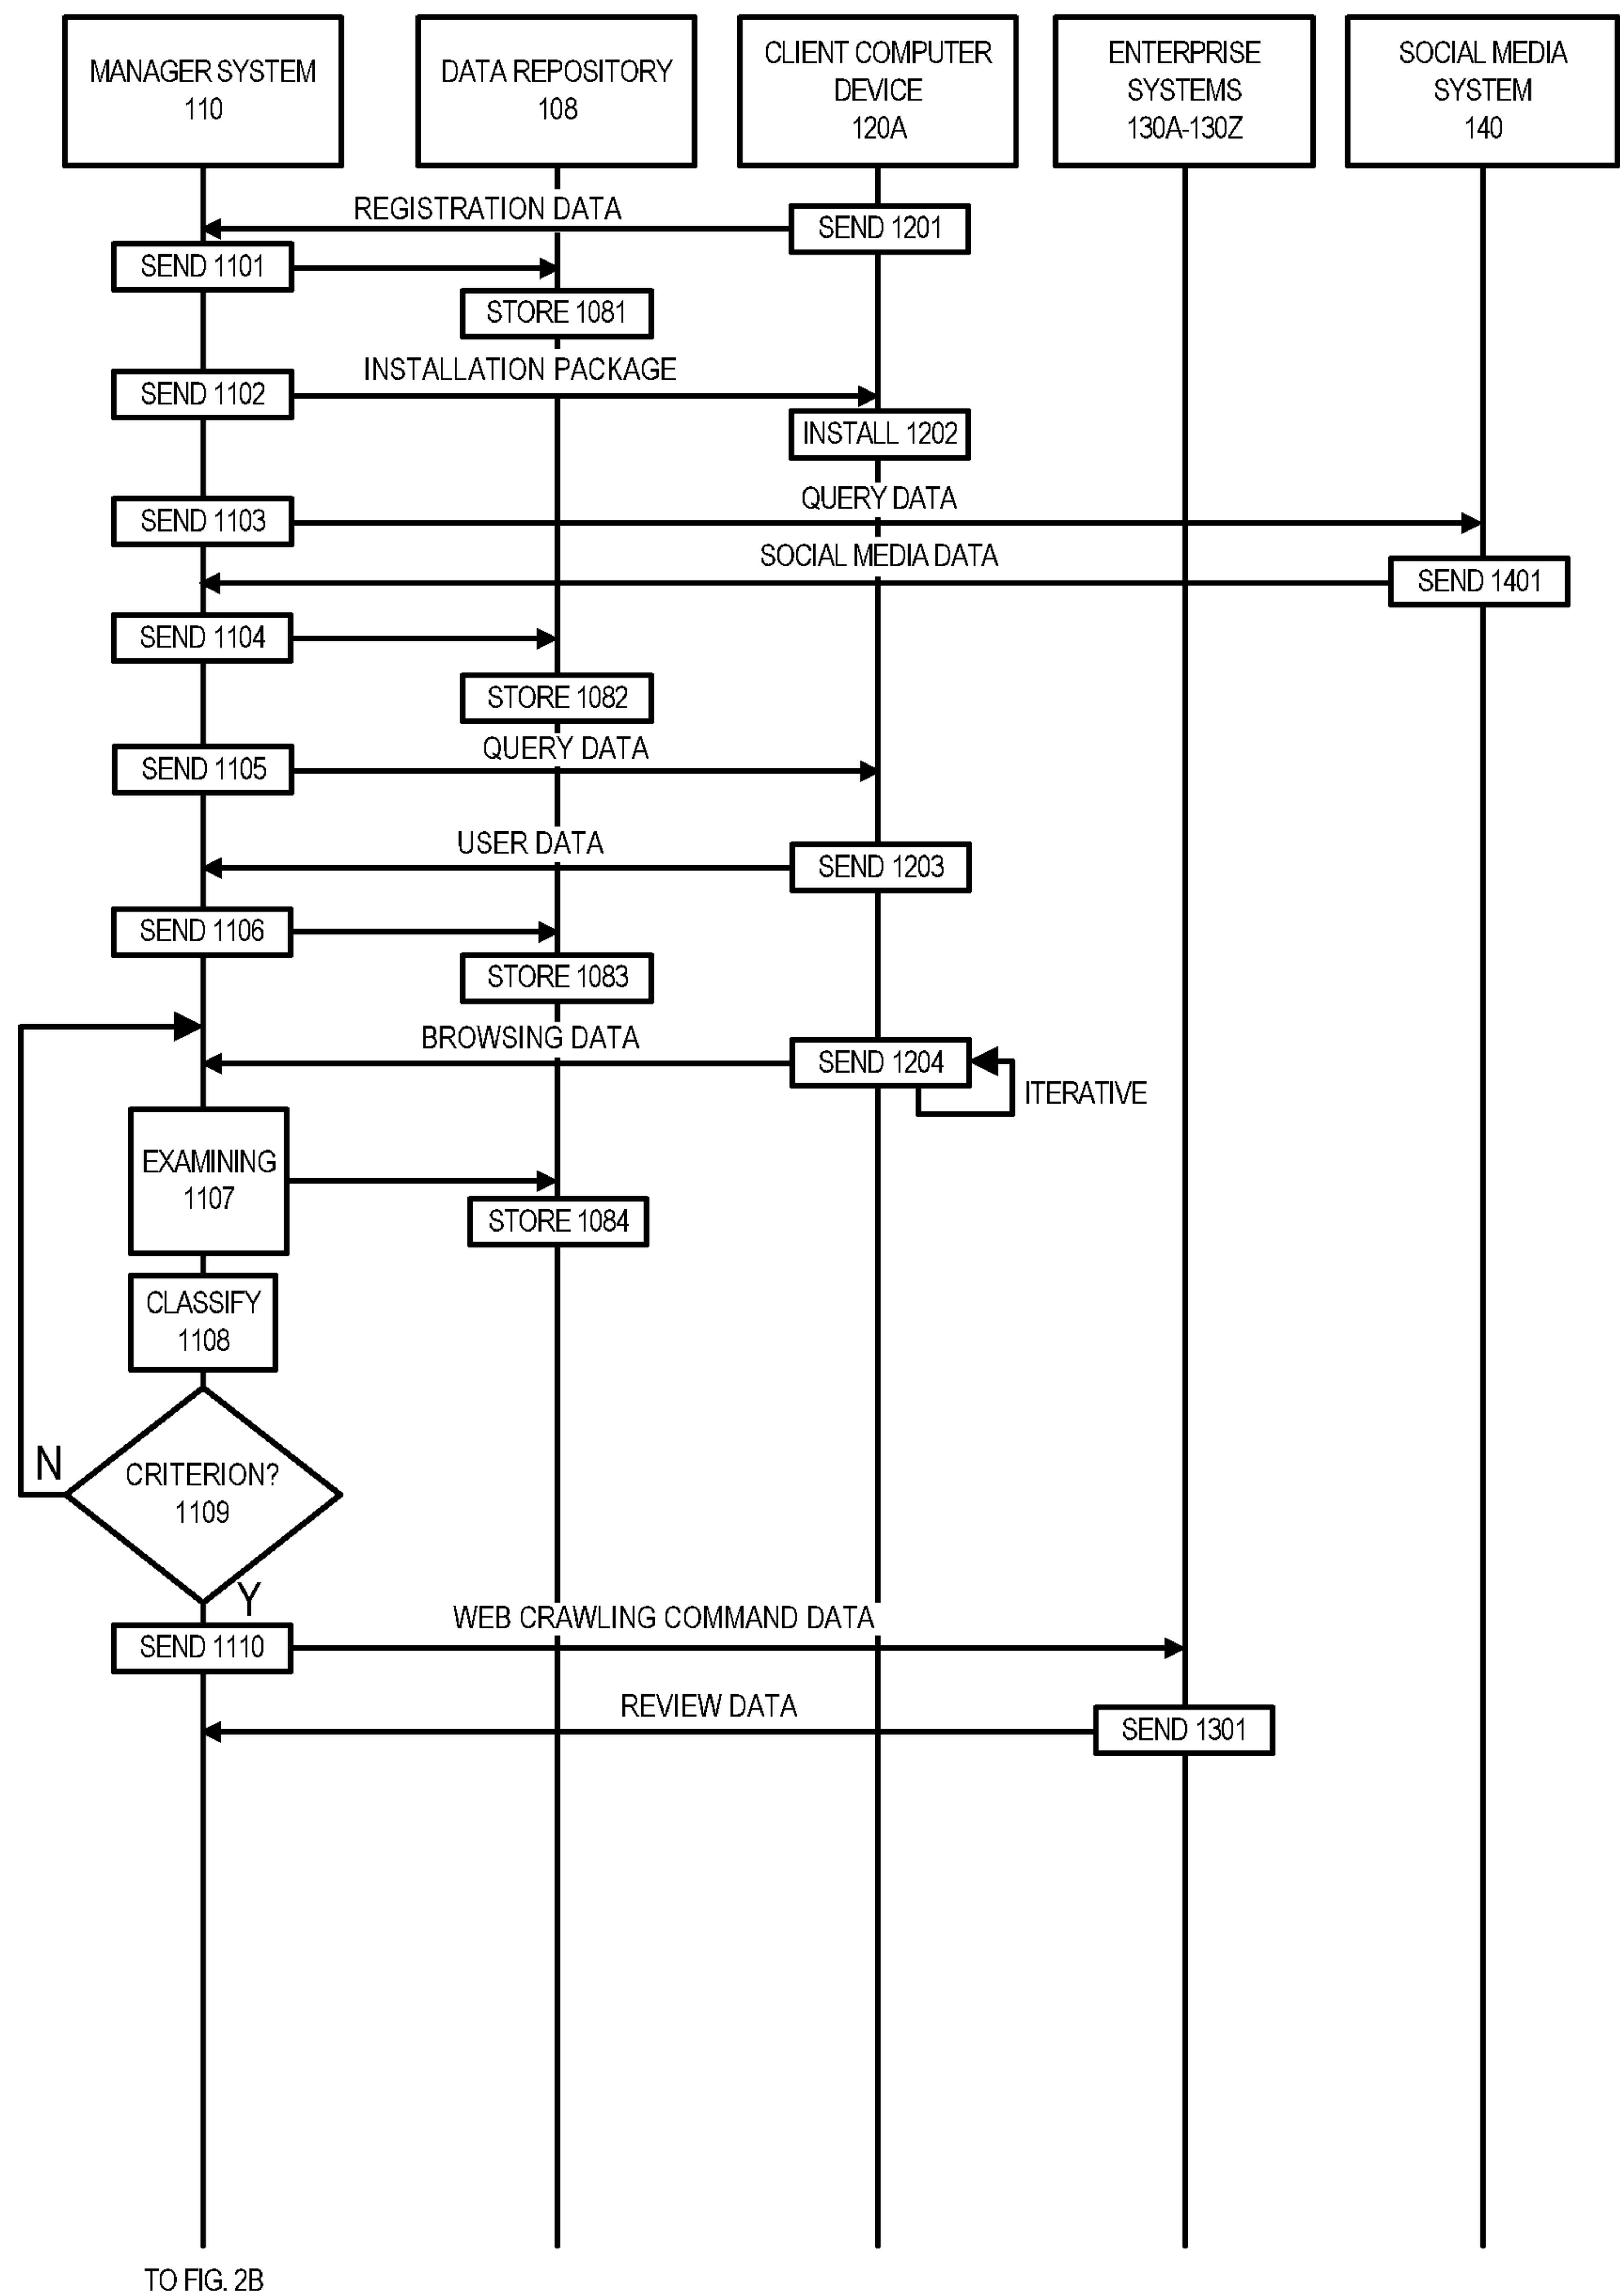 MANAGER SYSTEM
110
DATA REPOSITORY
108
CLIENT COMPUTER
DEVICE
120A
ENTERPRISE
SYSTEMS
130A-130Z
SOCIAL MEDIA
SYSTEM
140
REGISTRATION DATA
SEND 1201
SEND 1101
STORE 1081
INSTALLATION PACKAGE
SEND 1102
INSTALL 1202
QUERY DATA
SEND 1103
SOCIAL MEDIA DATA
SEND 1401
SEND 1104
STORE 1082
QUERY DATA
SEND 1105
USER DATA
SEND 1203
SEND 1106
STORE 1083
BROWSING DATA
SEND 1204
ITERATIVE
EXAMINING
1107
STORE 1084
CLASSIFY
1108
N
CRITERION?
1109
Y
WEB CRAWLING COMMAND DATA
SEND 1110
REVIEW DATA
SEND 1301
TO FIG. 2B